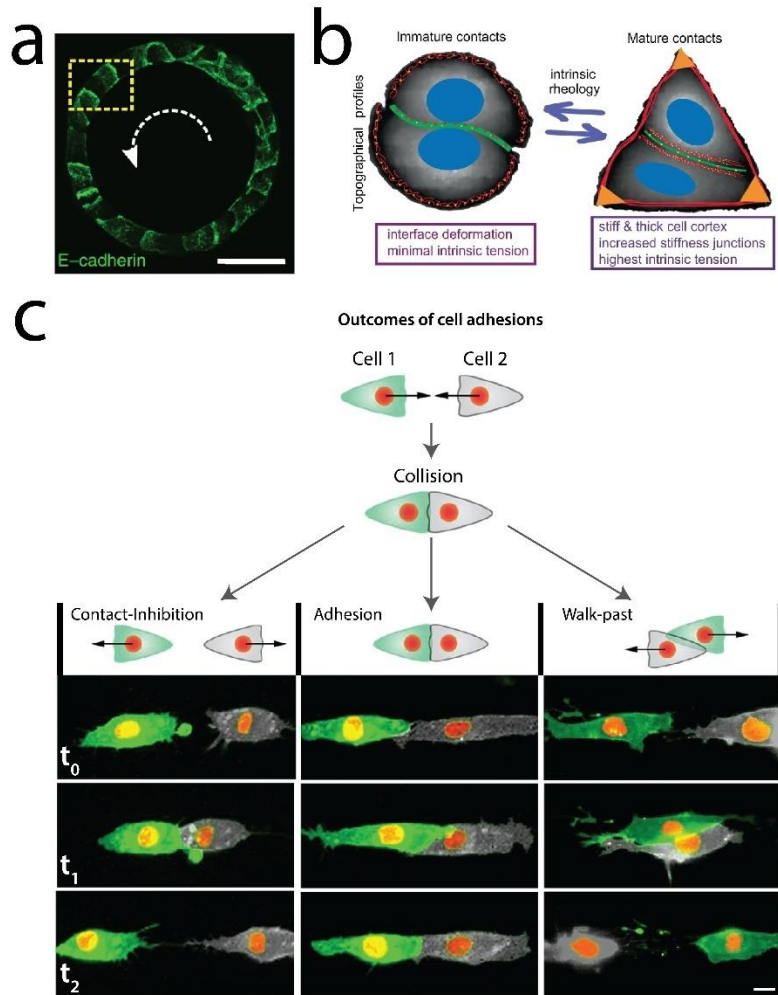 a
E-cadherin
b
Immature contacts
Mature contacts
Topographical profiles
intrinsic
rheology
interface deformation
minimal intrinsic tension
stiff & thick cell cortex
increased stiffness junctions
highest intrinsic tension
c
Outcomes of cell adhesions
Cell 1
Cell 2
Collision
Contact-Inhibition
Adhesion
Walk-past
t0
t1
t2